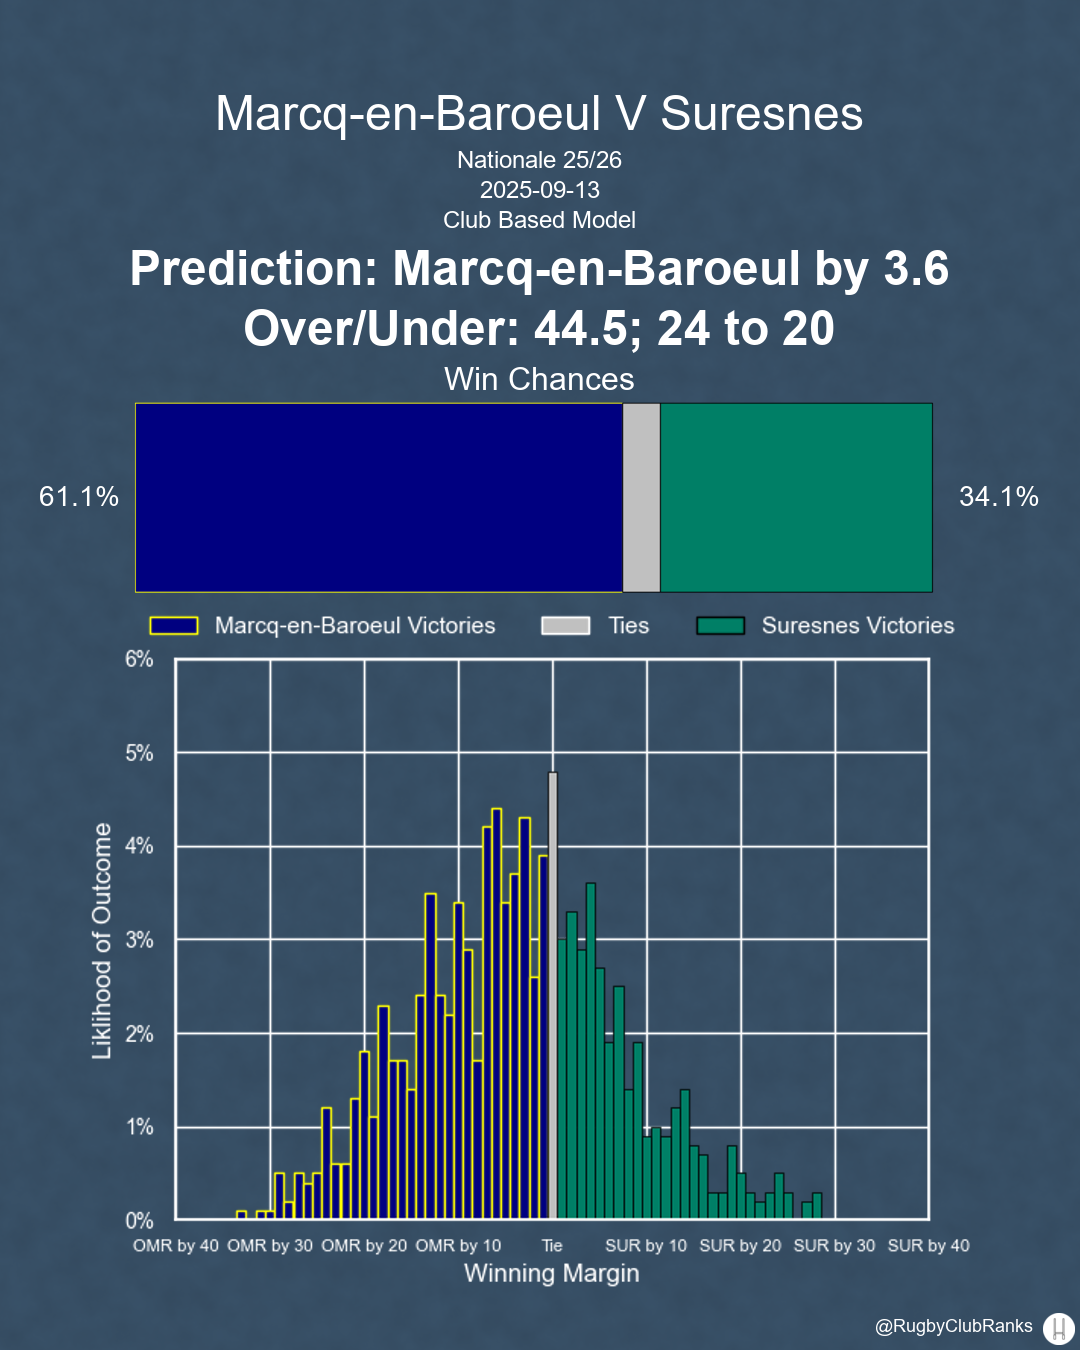 Marcq-en-Baroeul V Suresnes
Nationale 25/26
2025-09-13
Club Based Model
Prediction: Marcq-en-Baroeul by 3.6
Over/Under: 44.5; 24 to 20
Win Chances
61.1%
34.1%
Marcq-en-Baroeul Victories
Ties
Suresnes Victories
6%
5%
4%
3%
2%
1%
0%
Liklihood of Outcome
OMR by 40
OMR by 30
OMR by 20
OMR by 10
Tie
SUR by 10
SUR by 20
SUR by 30
SUR by 40
Winning Margin
@RugbyClubRanks